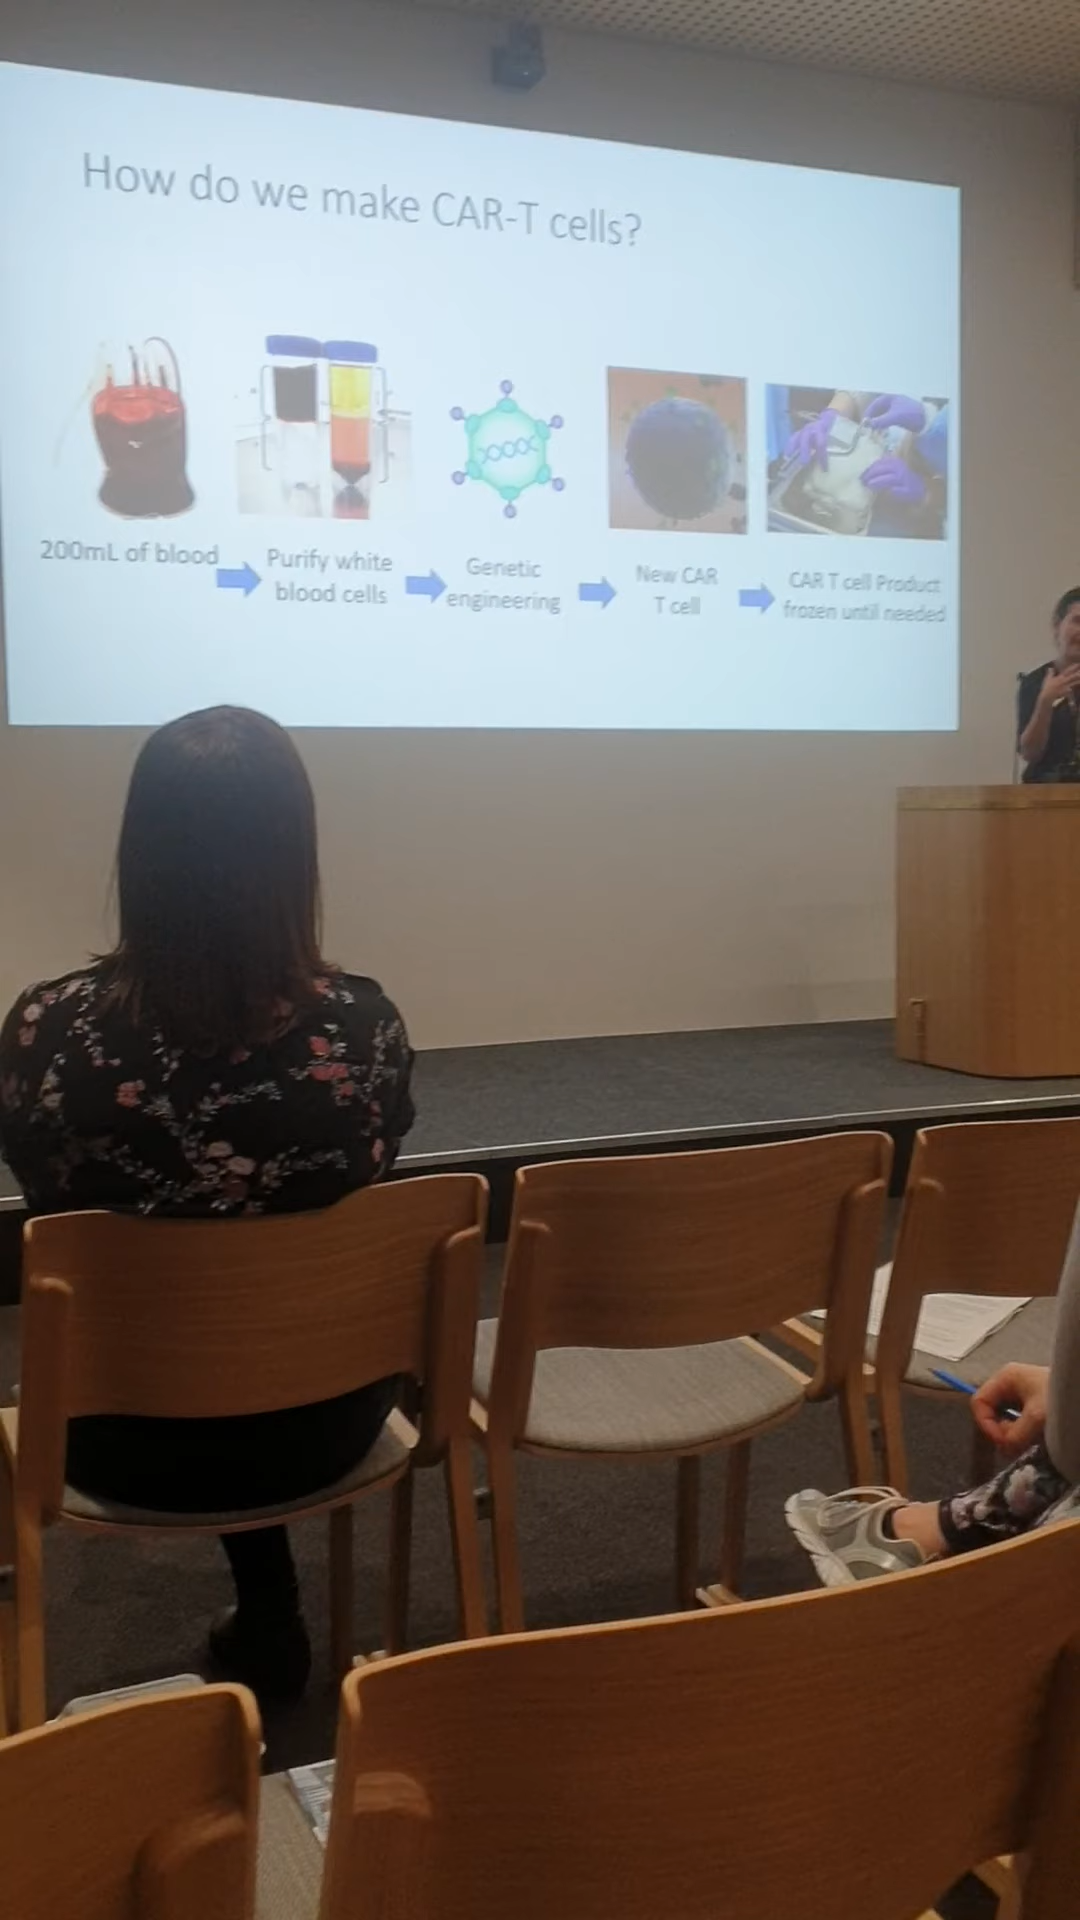 How do we make CAR-T cells?
200mL of blood
Purify white
blood cells
Genetic
engineering
New CAR
T cell
CAR T cell Product
frozen until needed